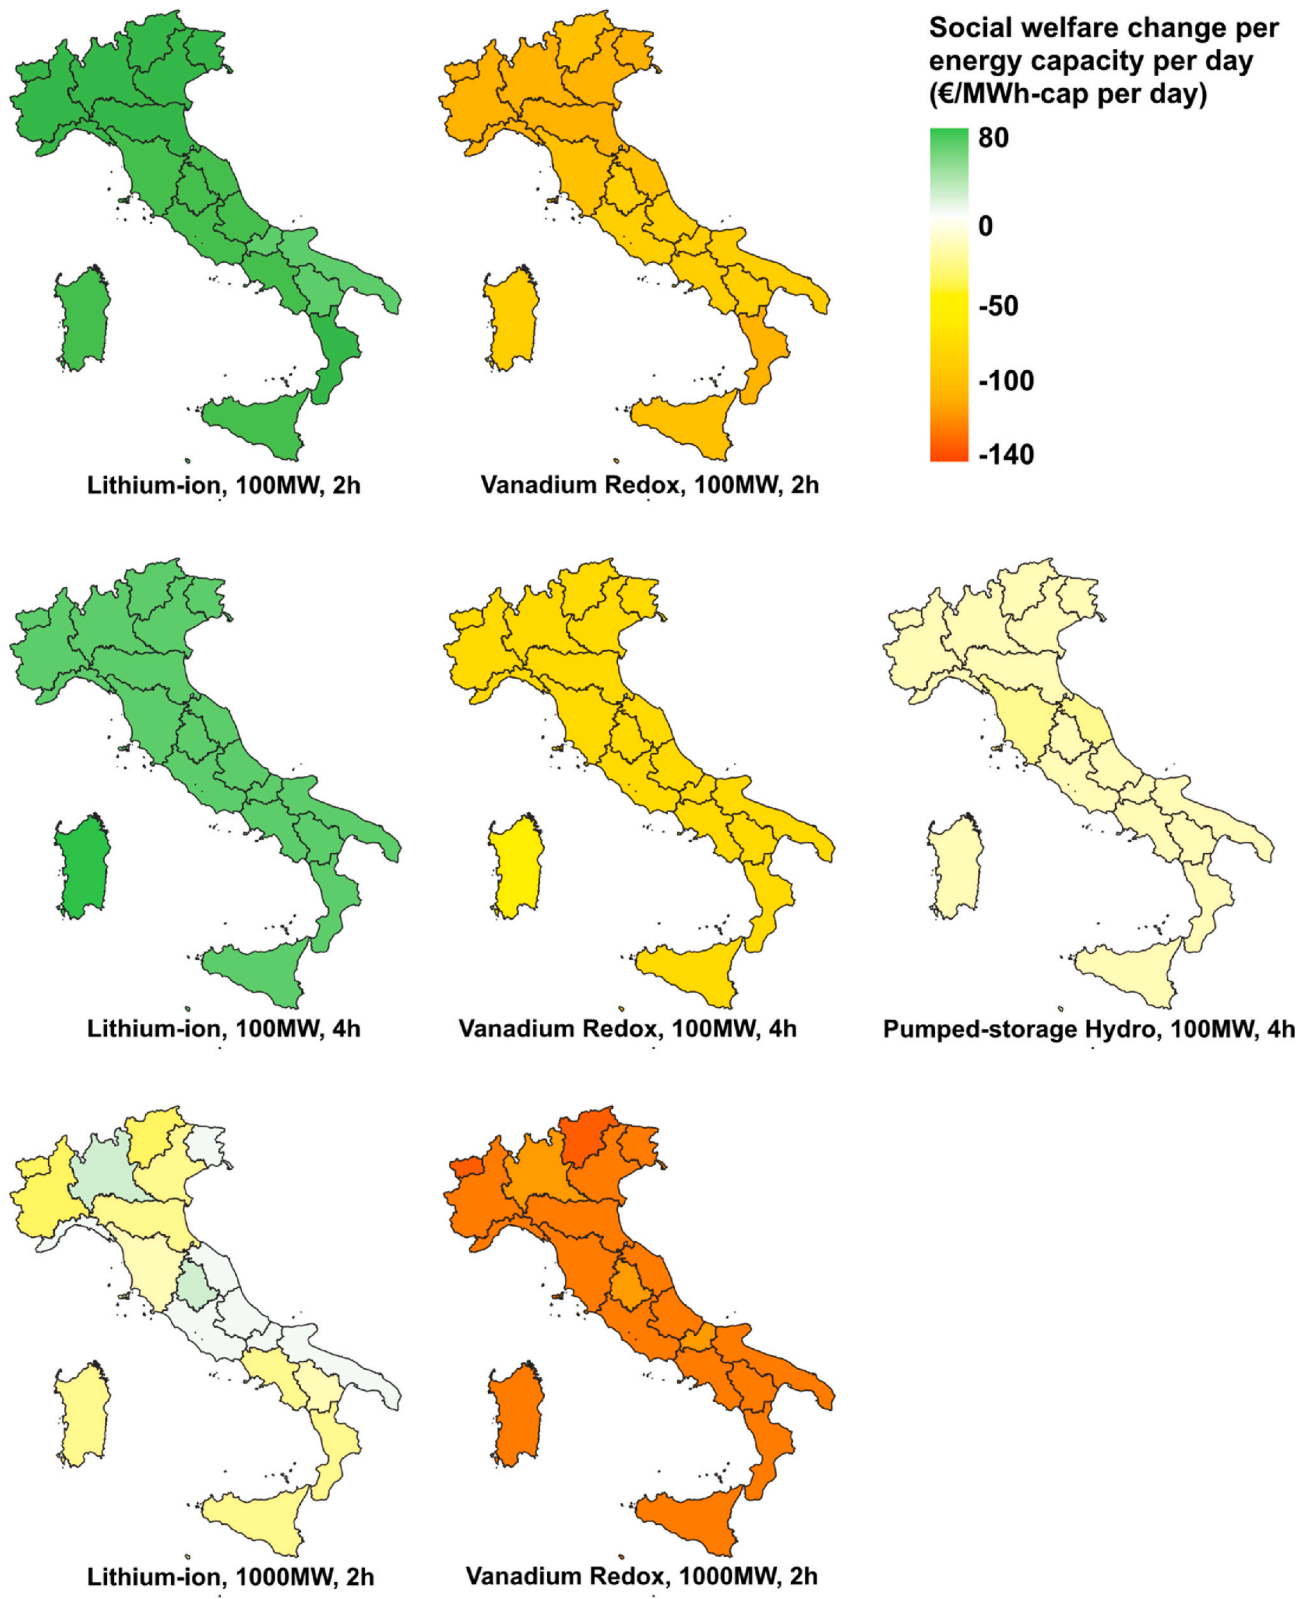 Social welfare change per
energy capacity per day
(€/MWh-cap per day)
80
0
-50
-100
-140
Lithium-ion, 100MW, 2h
Vanadium Redox, 100MW, 2h
Lithium-ion, 100MW, 4h
Vanadium Redox, 100MW, 4h
Pumped-storage Hydro, 100MW, 4h
Lithium-ion, 1000MW, 2h
Vanadium Redox, 1000MW, 2h